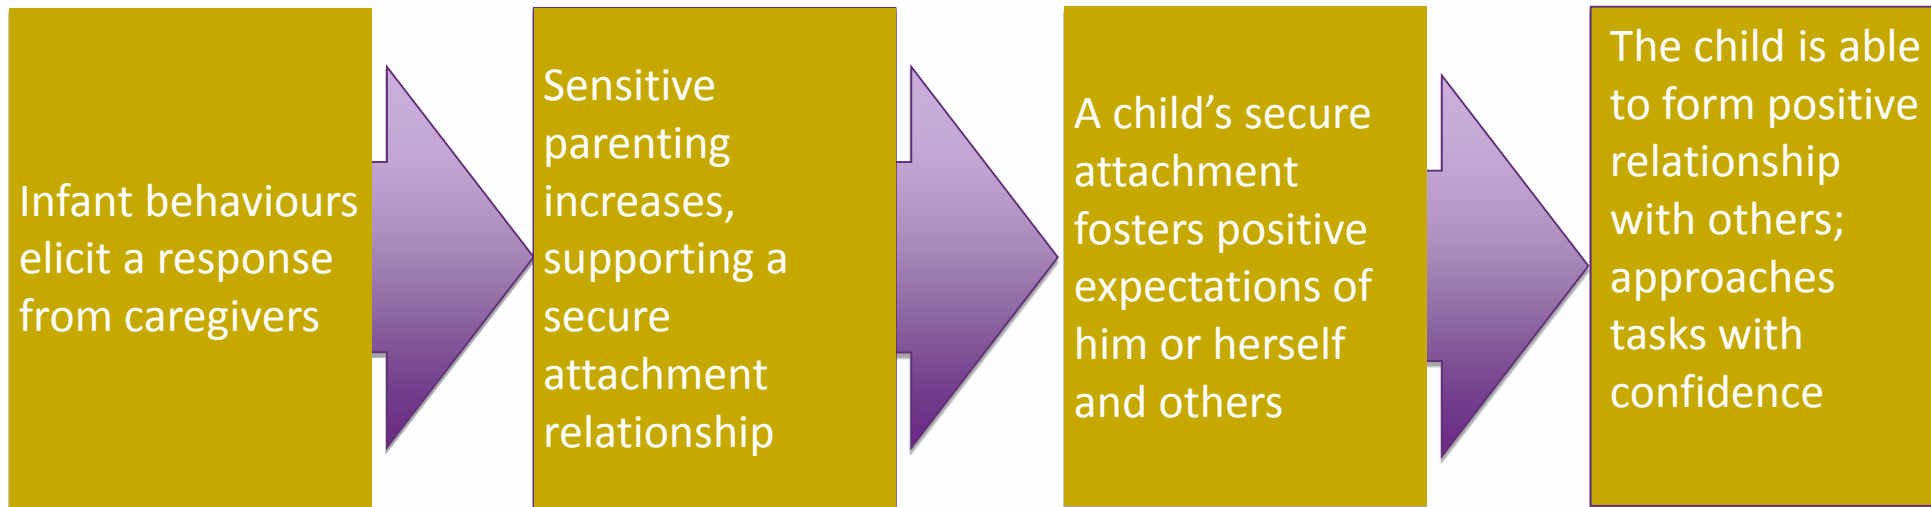 Infant behaviours
elicit a response
from caregivers
Sensitive
parenting
increases,
supporting a
secure
attachment
relationship
A child’s secure
attachment
fosters positive
expectations of
him or herself
and others
The child is able
to form positive
relationship
with others;
approaches
tasks with
confidence